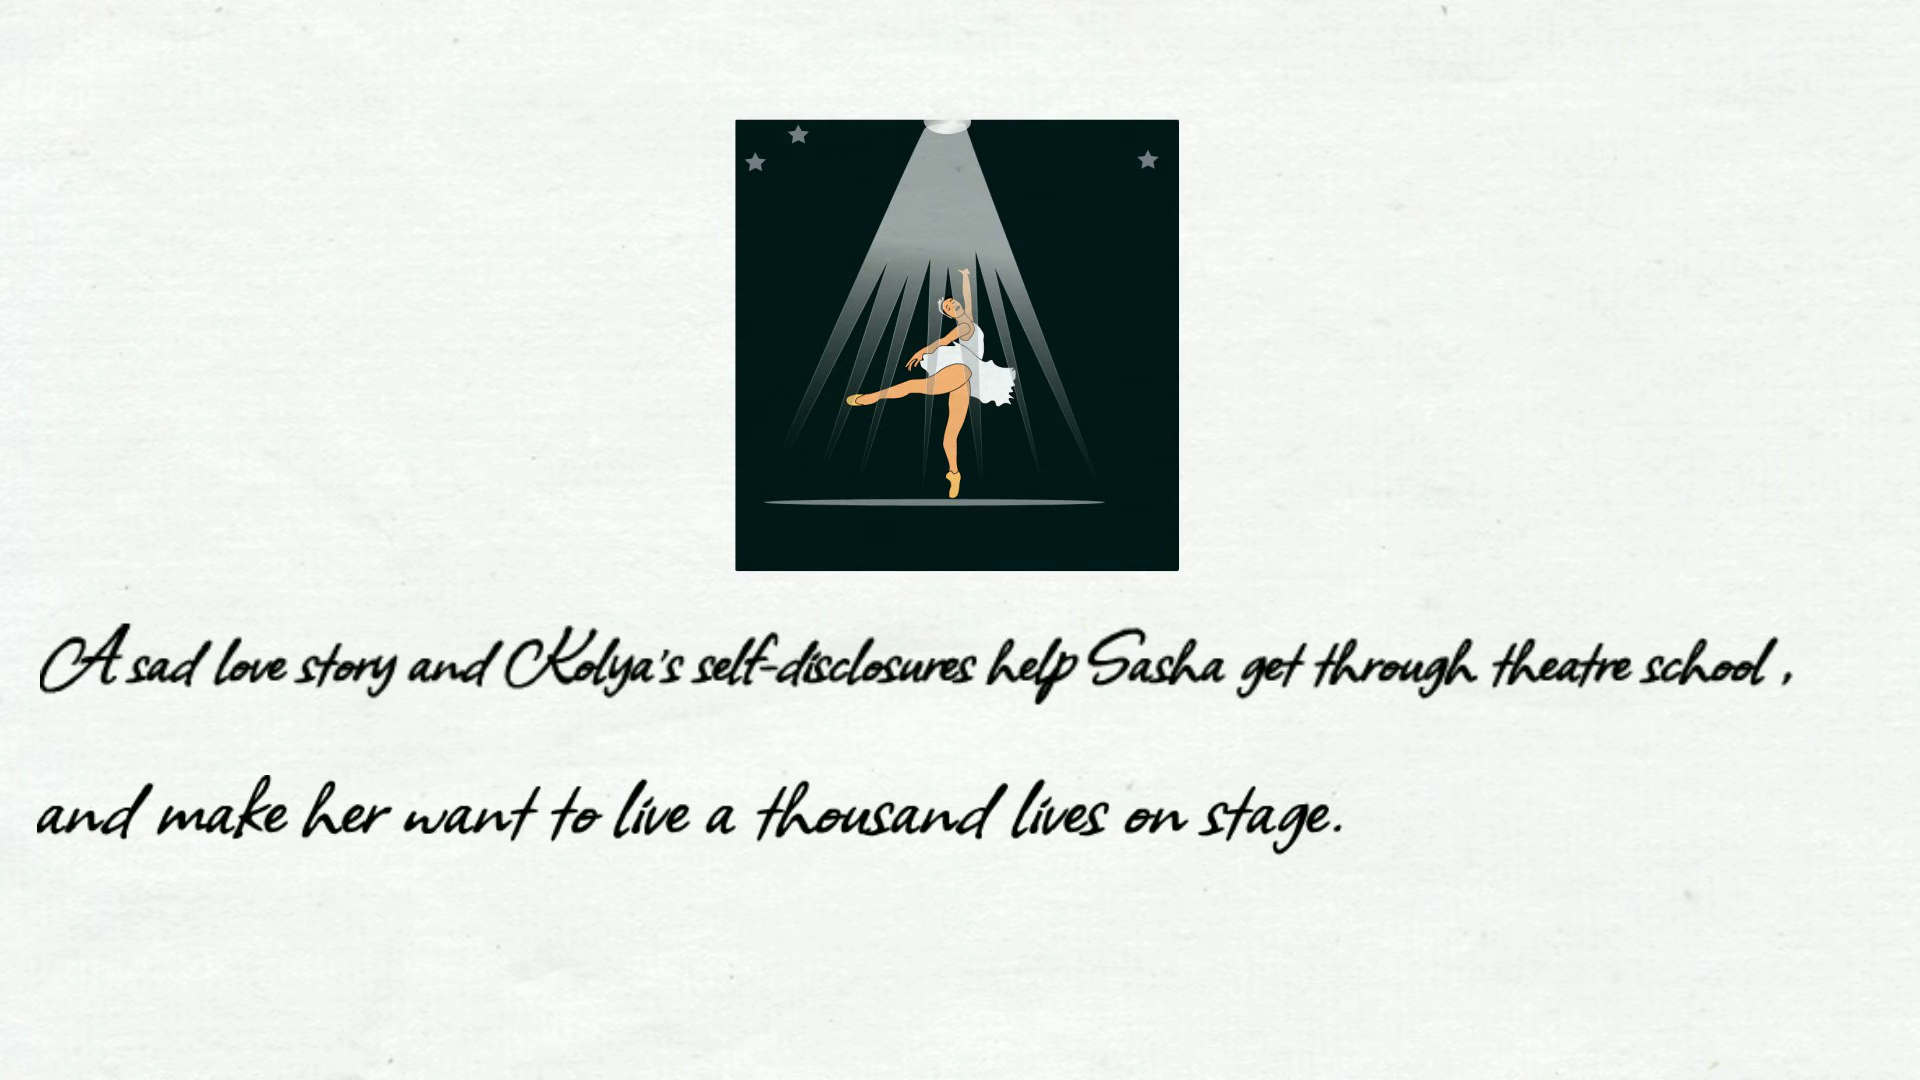 A sad love story and Kolya's self-disclosures help Sasha get through theatre school ,
and make her want to live a thousand lives on stage.